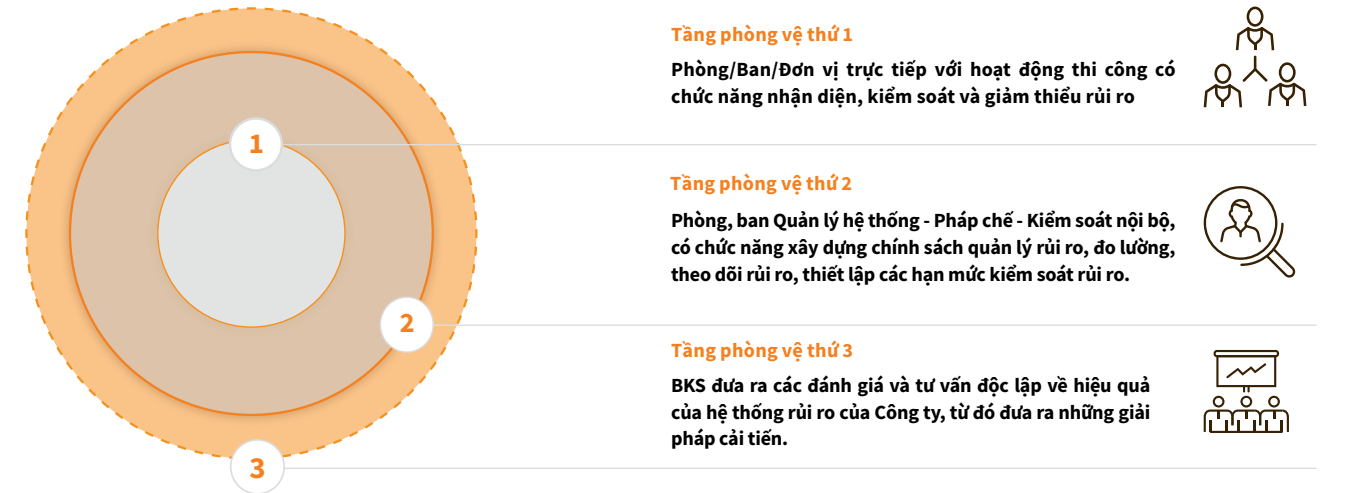 Tầng phòng vệ thứ 1
Phòng/Ban/Đơn vị trực tiếp với hoạt động thi công có
chức năng nhận diện, kiểm soát và giảm thiểu rủi ro
1
Tầng phòng vệ thứ 2
Phòng, ban Quản lý hệ thống - Pháp chế - Kiểm soát nội bộ,
có chức năng xây dựng chính sách quản lý rủi ro, đo lường,
theo dõi rủi ro, thiết lập các hạn mức kiểm soát rủi ro.
2
Tầng phòng vệ thứ 3
BKS đưa ra các đánh giá và tư vấn độc lập về hiệu quả
của hệ thống rủi ro của Công ty, từ đó đưa ra những giải
pháp cải tiến.
3